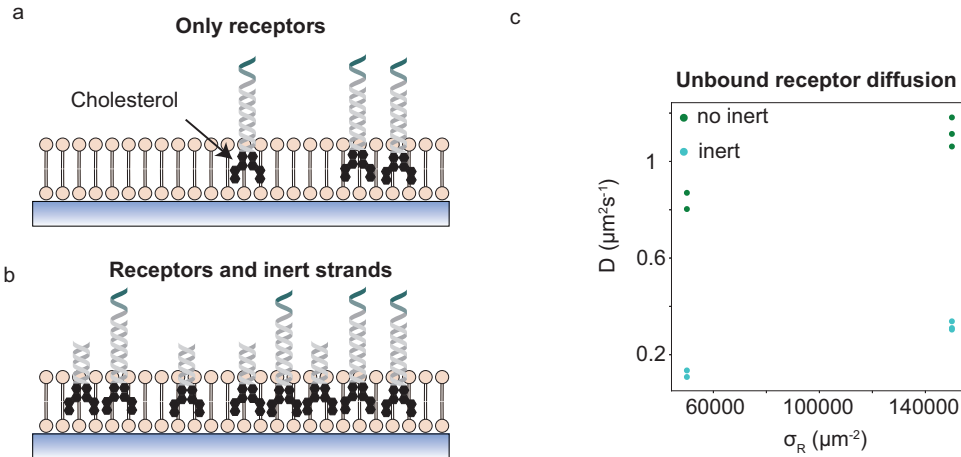 a
Only receptors
Cholesterol
b
Receptors and inert strands
c
Unbound receptor diffusion
no inert
inert
1
0.6
0.2
D (μm²s⁻¹)
60000 100000 140000
σ_R (μm⁻²)